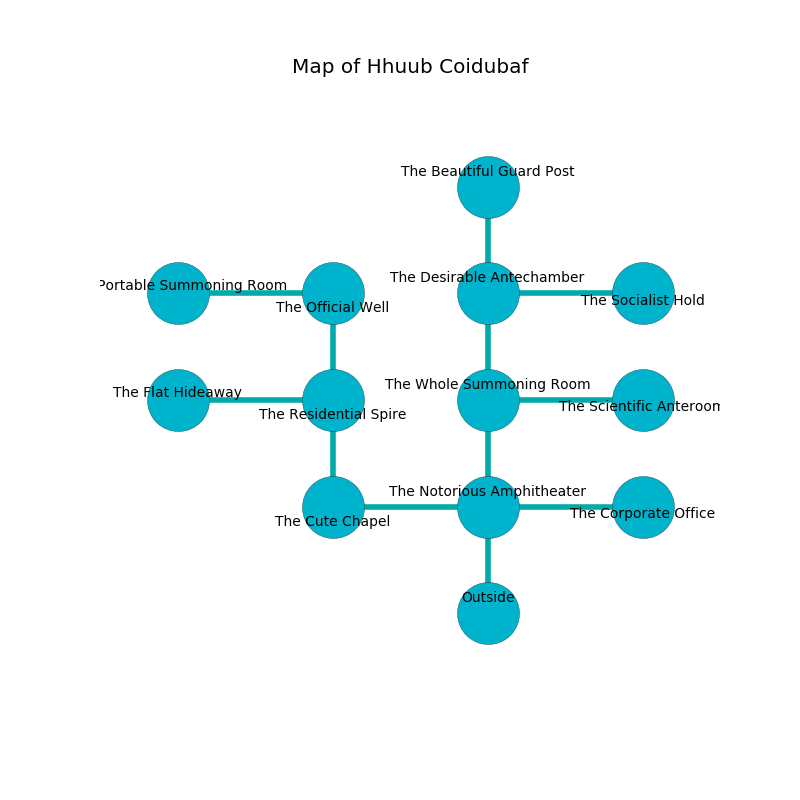 Map of Hhuub Coidubaf
The Beautiful Guard Post
The Desirable Antechamber
Portable Summoning Room
The Socialist Hold
The Official Well
The Whole Summoning Room
The Flat Hideaway
The Scientific
The Residential Spire
The Notorious Amphitheater
The Corporate Office
The Cute Chapel
Outside